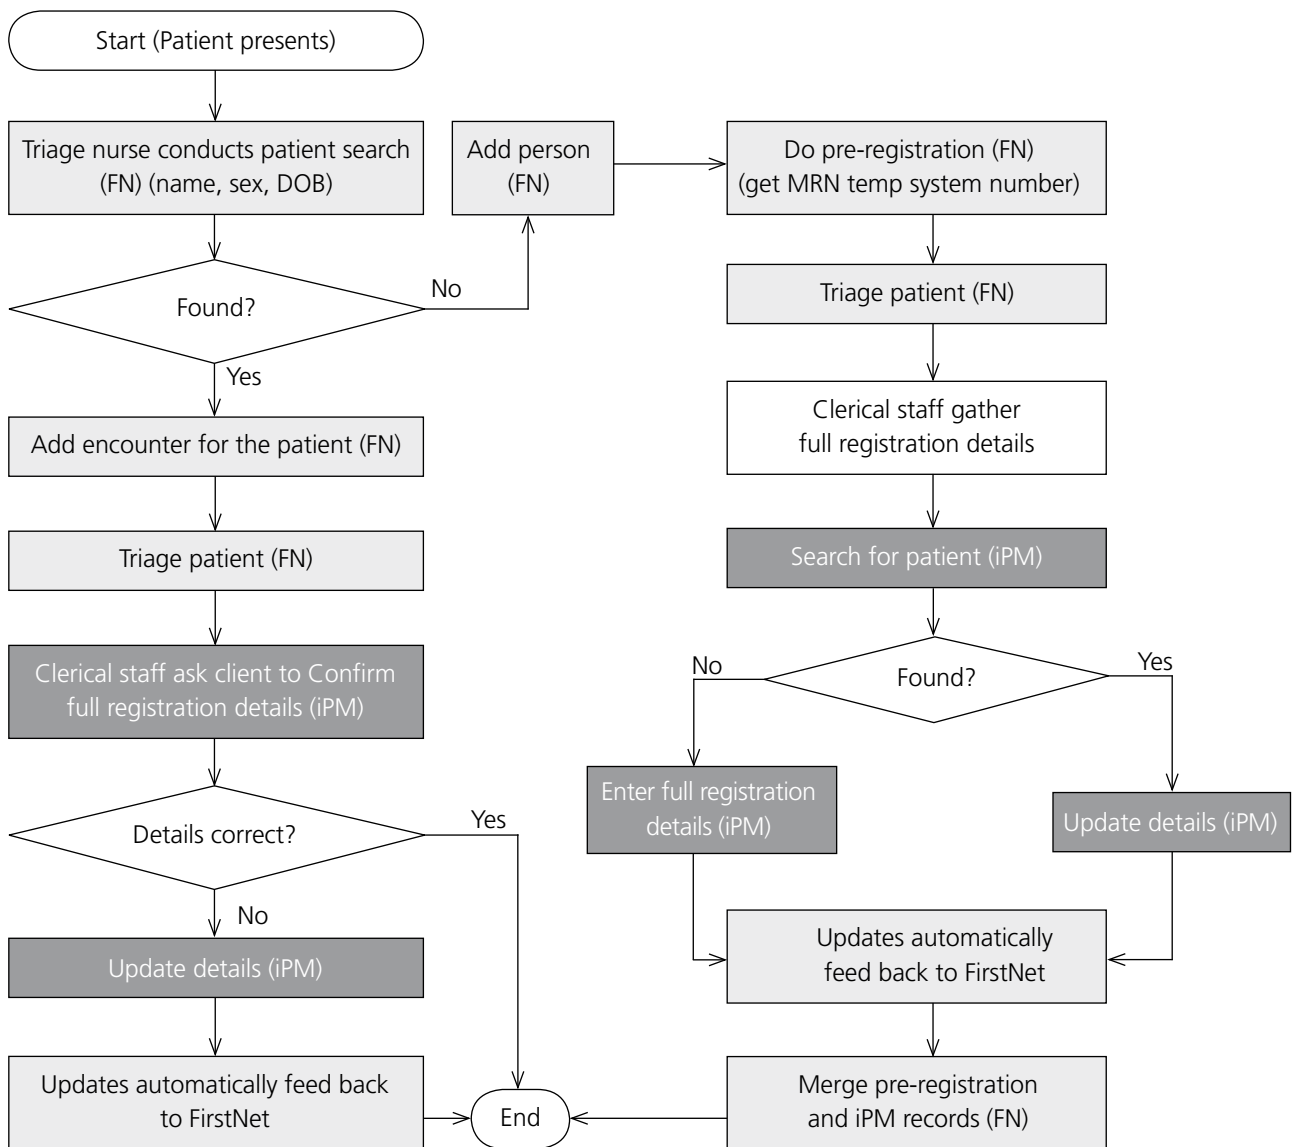 Start (Patient presents)
Triage nurse conducts patient search
(FN) (name, sex, DOB)
Found?
No
Yes
Add person
(FN)
Do pre-registration (FN)
(get MRN temp system number)
Triage patient (FN)
Clerical staff gather
full registration details
Search for patient (iPM)
Found?
No
Yes
Enter full registration
details (iPM)
Update details (iPM)
Updates automatically
feed back to FirstNet
Merge pre-registration
and iPM records (FN)
Add encounter for the patient (FN)
Triage patient (FN)
Clerical staff ask client to Confirm
full registration details (iPM)
Details correct?
Yes
No
Update details (iPM)
Updates automatically feed back
to FirstNet
End